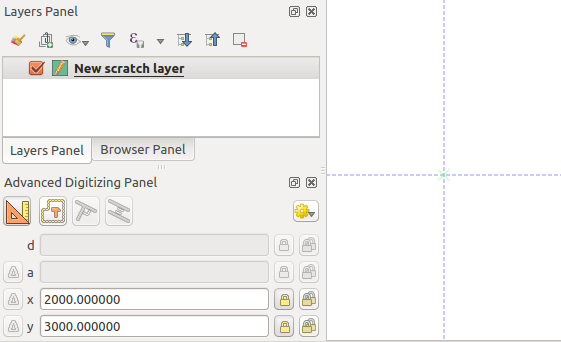 Layers Panel
New scratch layer
Layers Panel Browser Panel
Advanced Digitizing Panel
d
a
x 2000.000000
y 3000.000000